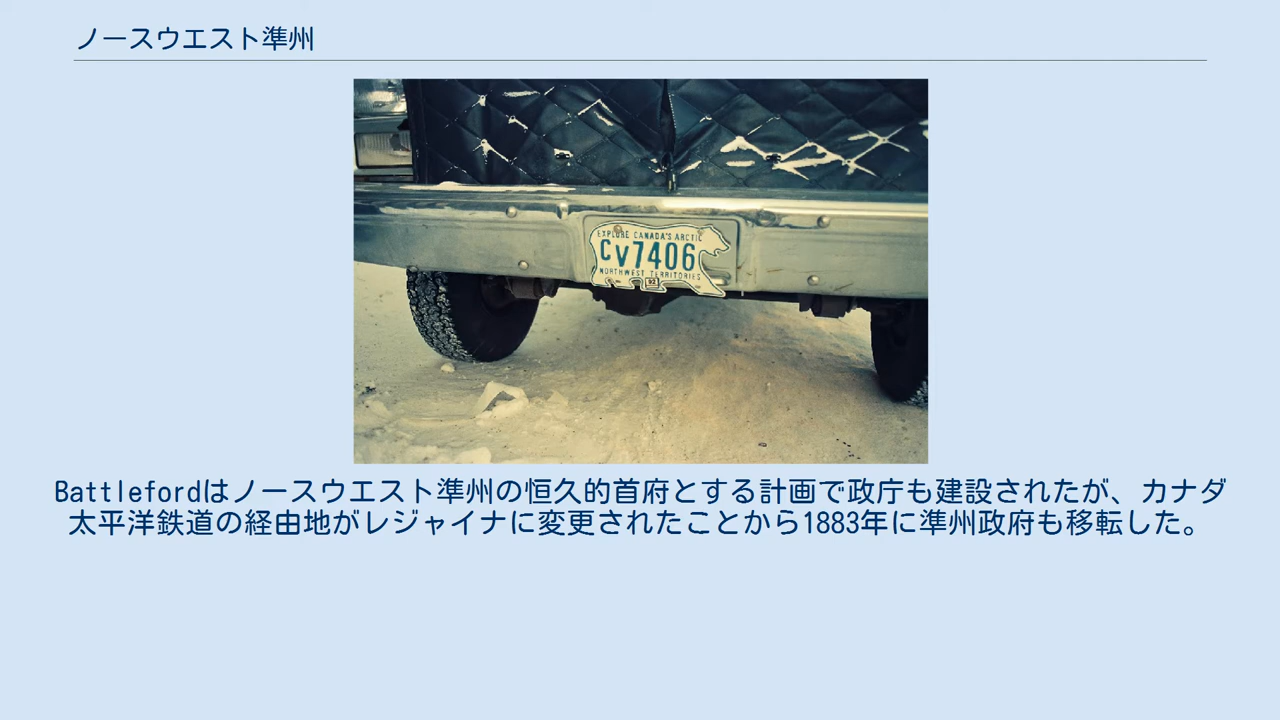 ノースウエスト準州
EXPLORE CANADA'S ARCTIC
CV7406
NORTHWEST TERRITORIES
92
Battlefordはノースウエスト準州の恒久的首府とする計画で政庁も建設されたが、カナダ
太平洋鉄道の経由地がレジャイナに変更されたことから1883年に準州政府も移転した。